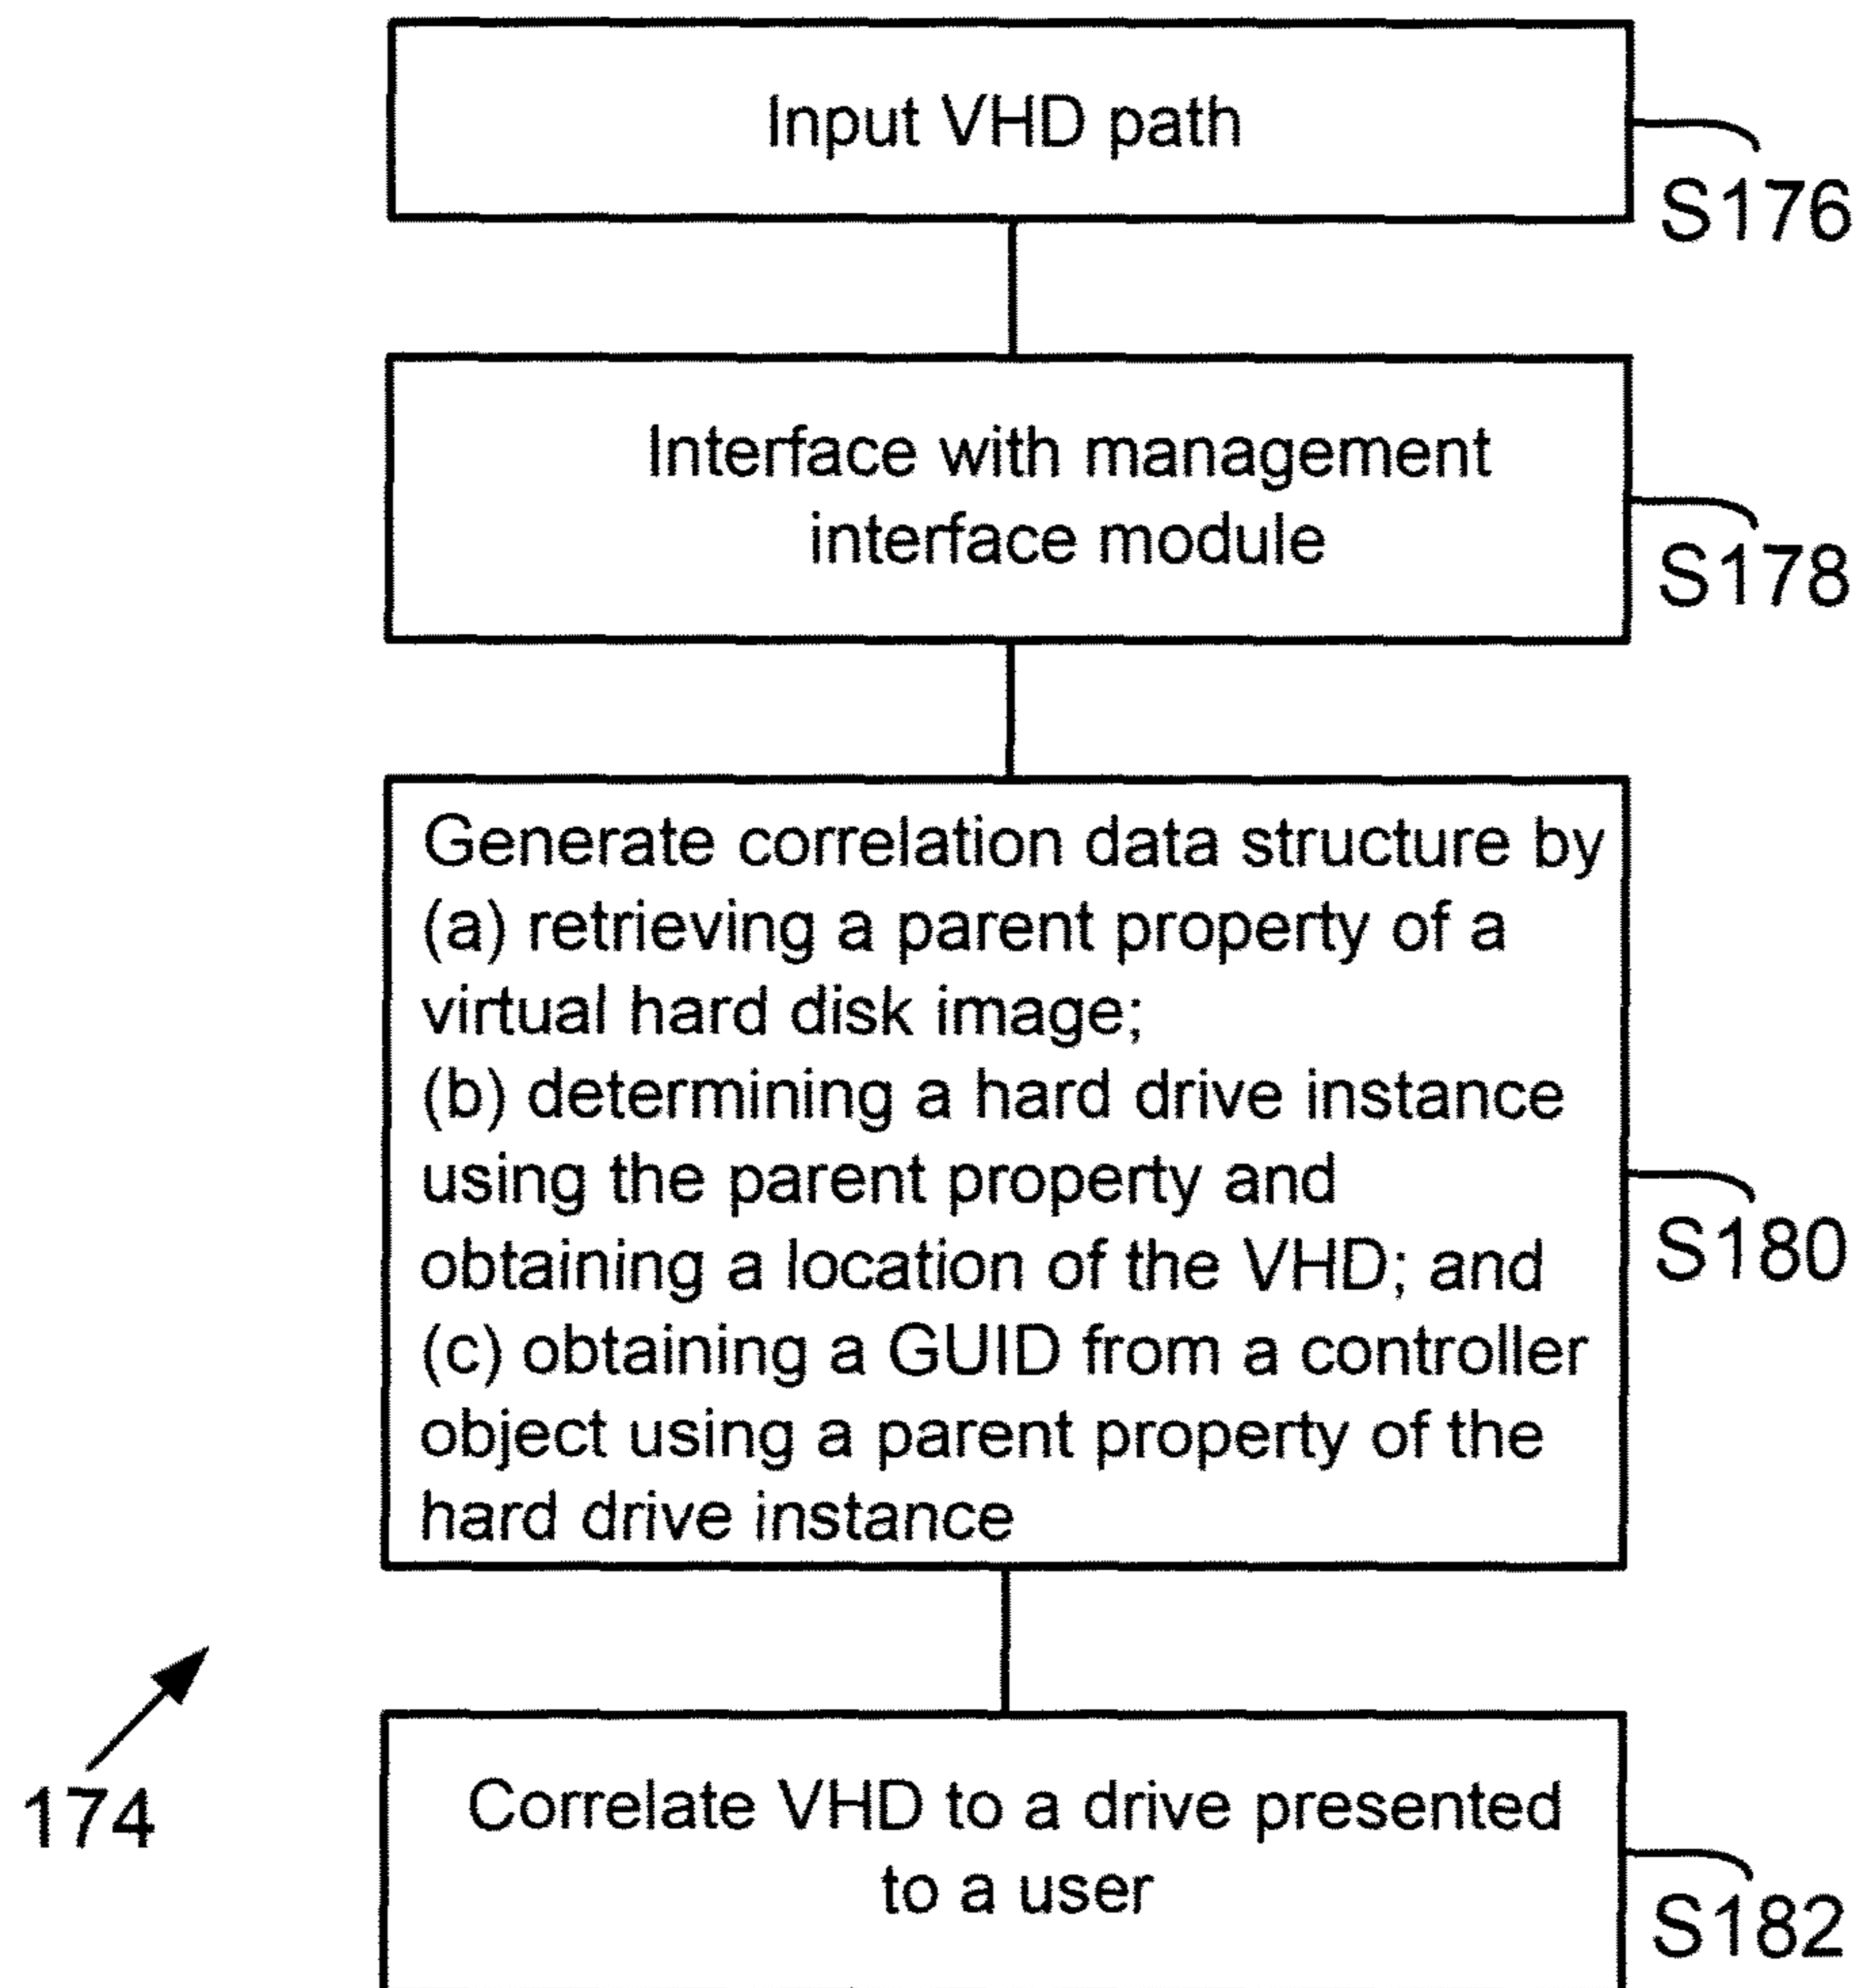 Input VHD path
S176
Interface with management
interface module
S178
Generate correlation data structure by
(a) retrieving a parent property of a
virtual hard disk image;
(b) determining a hard drive instance
using the parent property and
obtaining a location of the VHD; and
(c) obtaining a GUID from a controller
object using a parent property of the
hard drive instance
S180
174
Correlate VHD to a drive presented
to a user
S182